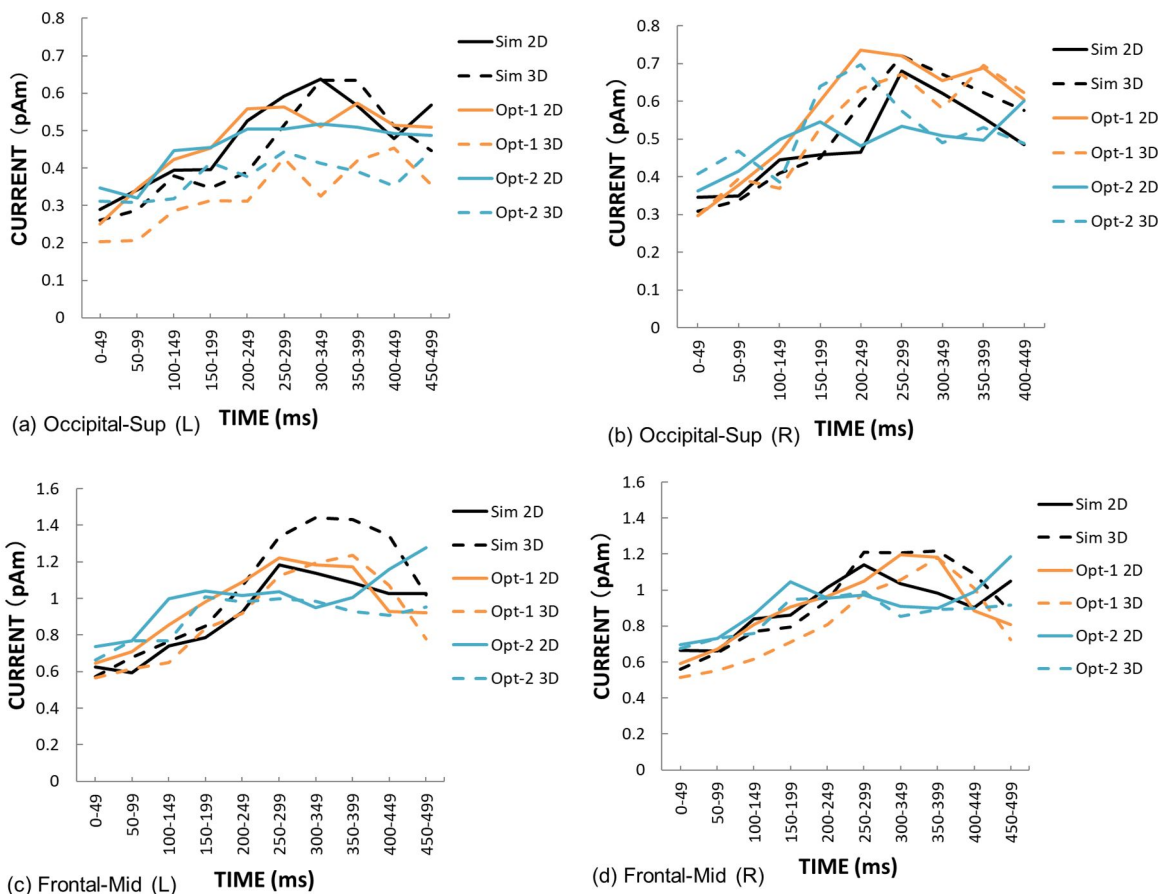 0.8
0.7
0.6
0.5
0.4
0.3
0.2
0.1
0
CURRRENT (pAm)
0-49
50-99
100-149
150-199
200-249
250-299
300-349
350-399
400-449
450-499
Sim 2D
Sim 3D
Opt-1 2D
Opt-1 3D
Opt-2 2D
Opt-2 3D
(a) Occipital-Sup (L) TIME (ms)
0.8
0.7
0.6
0.5
0.4
0.3
0.2
0.1
0
CURRENT (pAm)
0-49
50-99
100-149
150-199
200-249
250-299
300-349
350-399
400-449
Sim 2D
Sim 3D
Opt-1 2D
Opt-1 3D
Opt-2 2D
Opt-2 3D
(b) Occipital-Sup (R) TIME (ms)
1.6
1.4
1.2
1
0.8
0.6
0.4
0.2
0
CURRENT (pAm)
0-49
50-99
100-149
150-199
200-249
250-299
300-349
350-399
400-449
450-499
Sim 2D
Sim 3D
Opt-1 2D
Opt-1 3D
Opt-2 2D
Opt-2 3D
(c) Frontal-Mid (L) TIME (ms)
1.6
1.4
1.2
1
0.8
0.6
0.4
0.2
0
CURRENT (pAm)
0-49
50-99
100-149
150-199
200-249
250-299
300-349
350-399
400-449
450-499
Sim 2D
Sim 3D
Opt-1 2D
Opt-1 3D
Opt-2 2D
Opt-2 3D
(d) Frontal-Mid (R) TIME (ms)